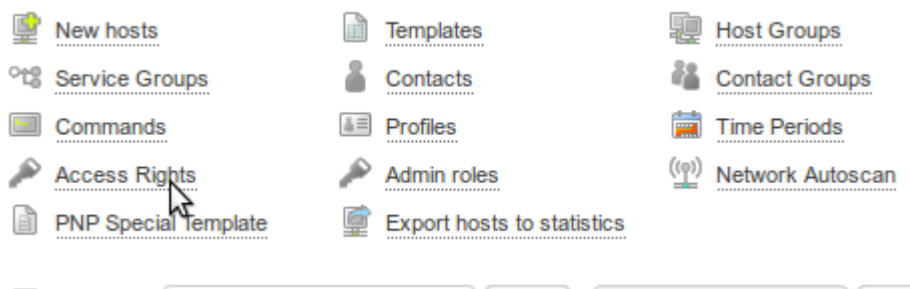 New hosts Templates Host Groups
Service Groups Contacts Contact Groups
Commands Profiles Time Periods
Access Rights Admin roles Network Autoscan
PNP Special Template Export hosts to statistics